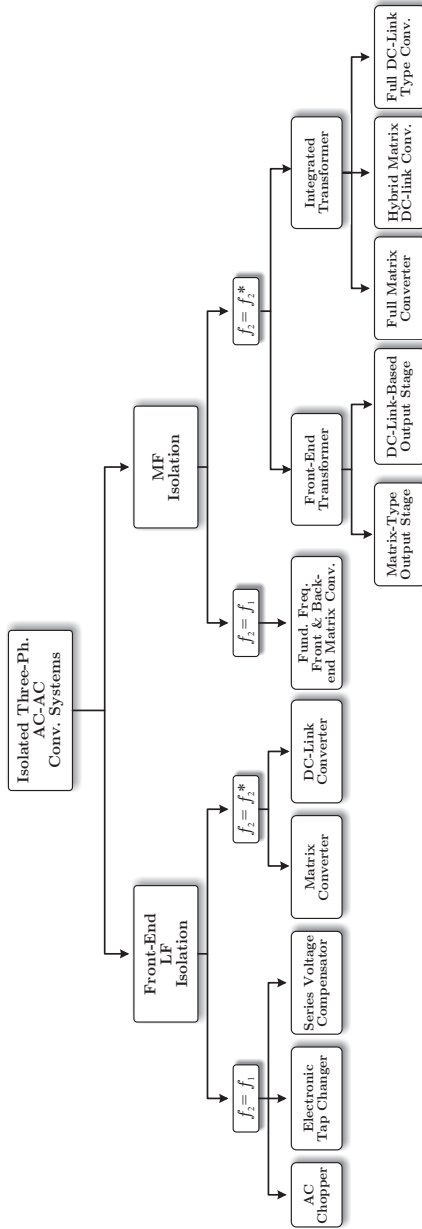 Isolated Three-Ph.
AC-AC
Conv. Systems
Front-End
LF
Isolation
MF
Isolation
f₂ = f₁
f₂ = f₂*
f₂ = f₁
f₂ = f₂*
AC
Chopper
Electronic
Tap Changer
Series Voltage
Compensator
Matrix
Converter
DC-Link
Converter
Fund. Freq.
Front & Back-
end Matrix Conv.
Front-End
Transformer
Integrated
Transformer
Matrix-Type
Output Stage
DC-Link-Based
Output Stage
Full Matrix
Converter
Hybrid Matrix
DC-link Conv.
Full DC-Link
Type Conv.